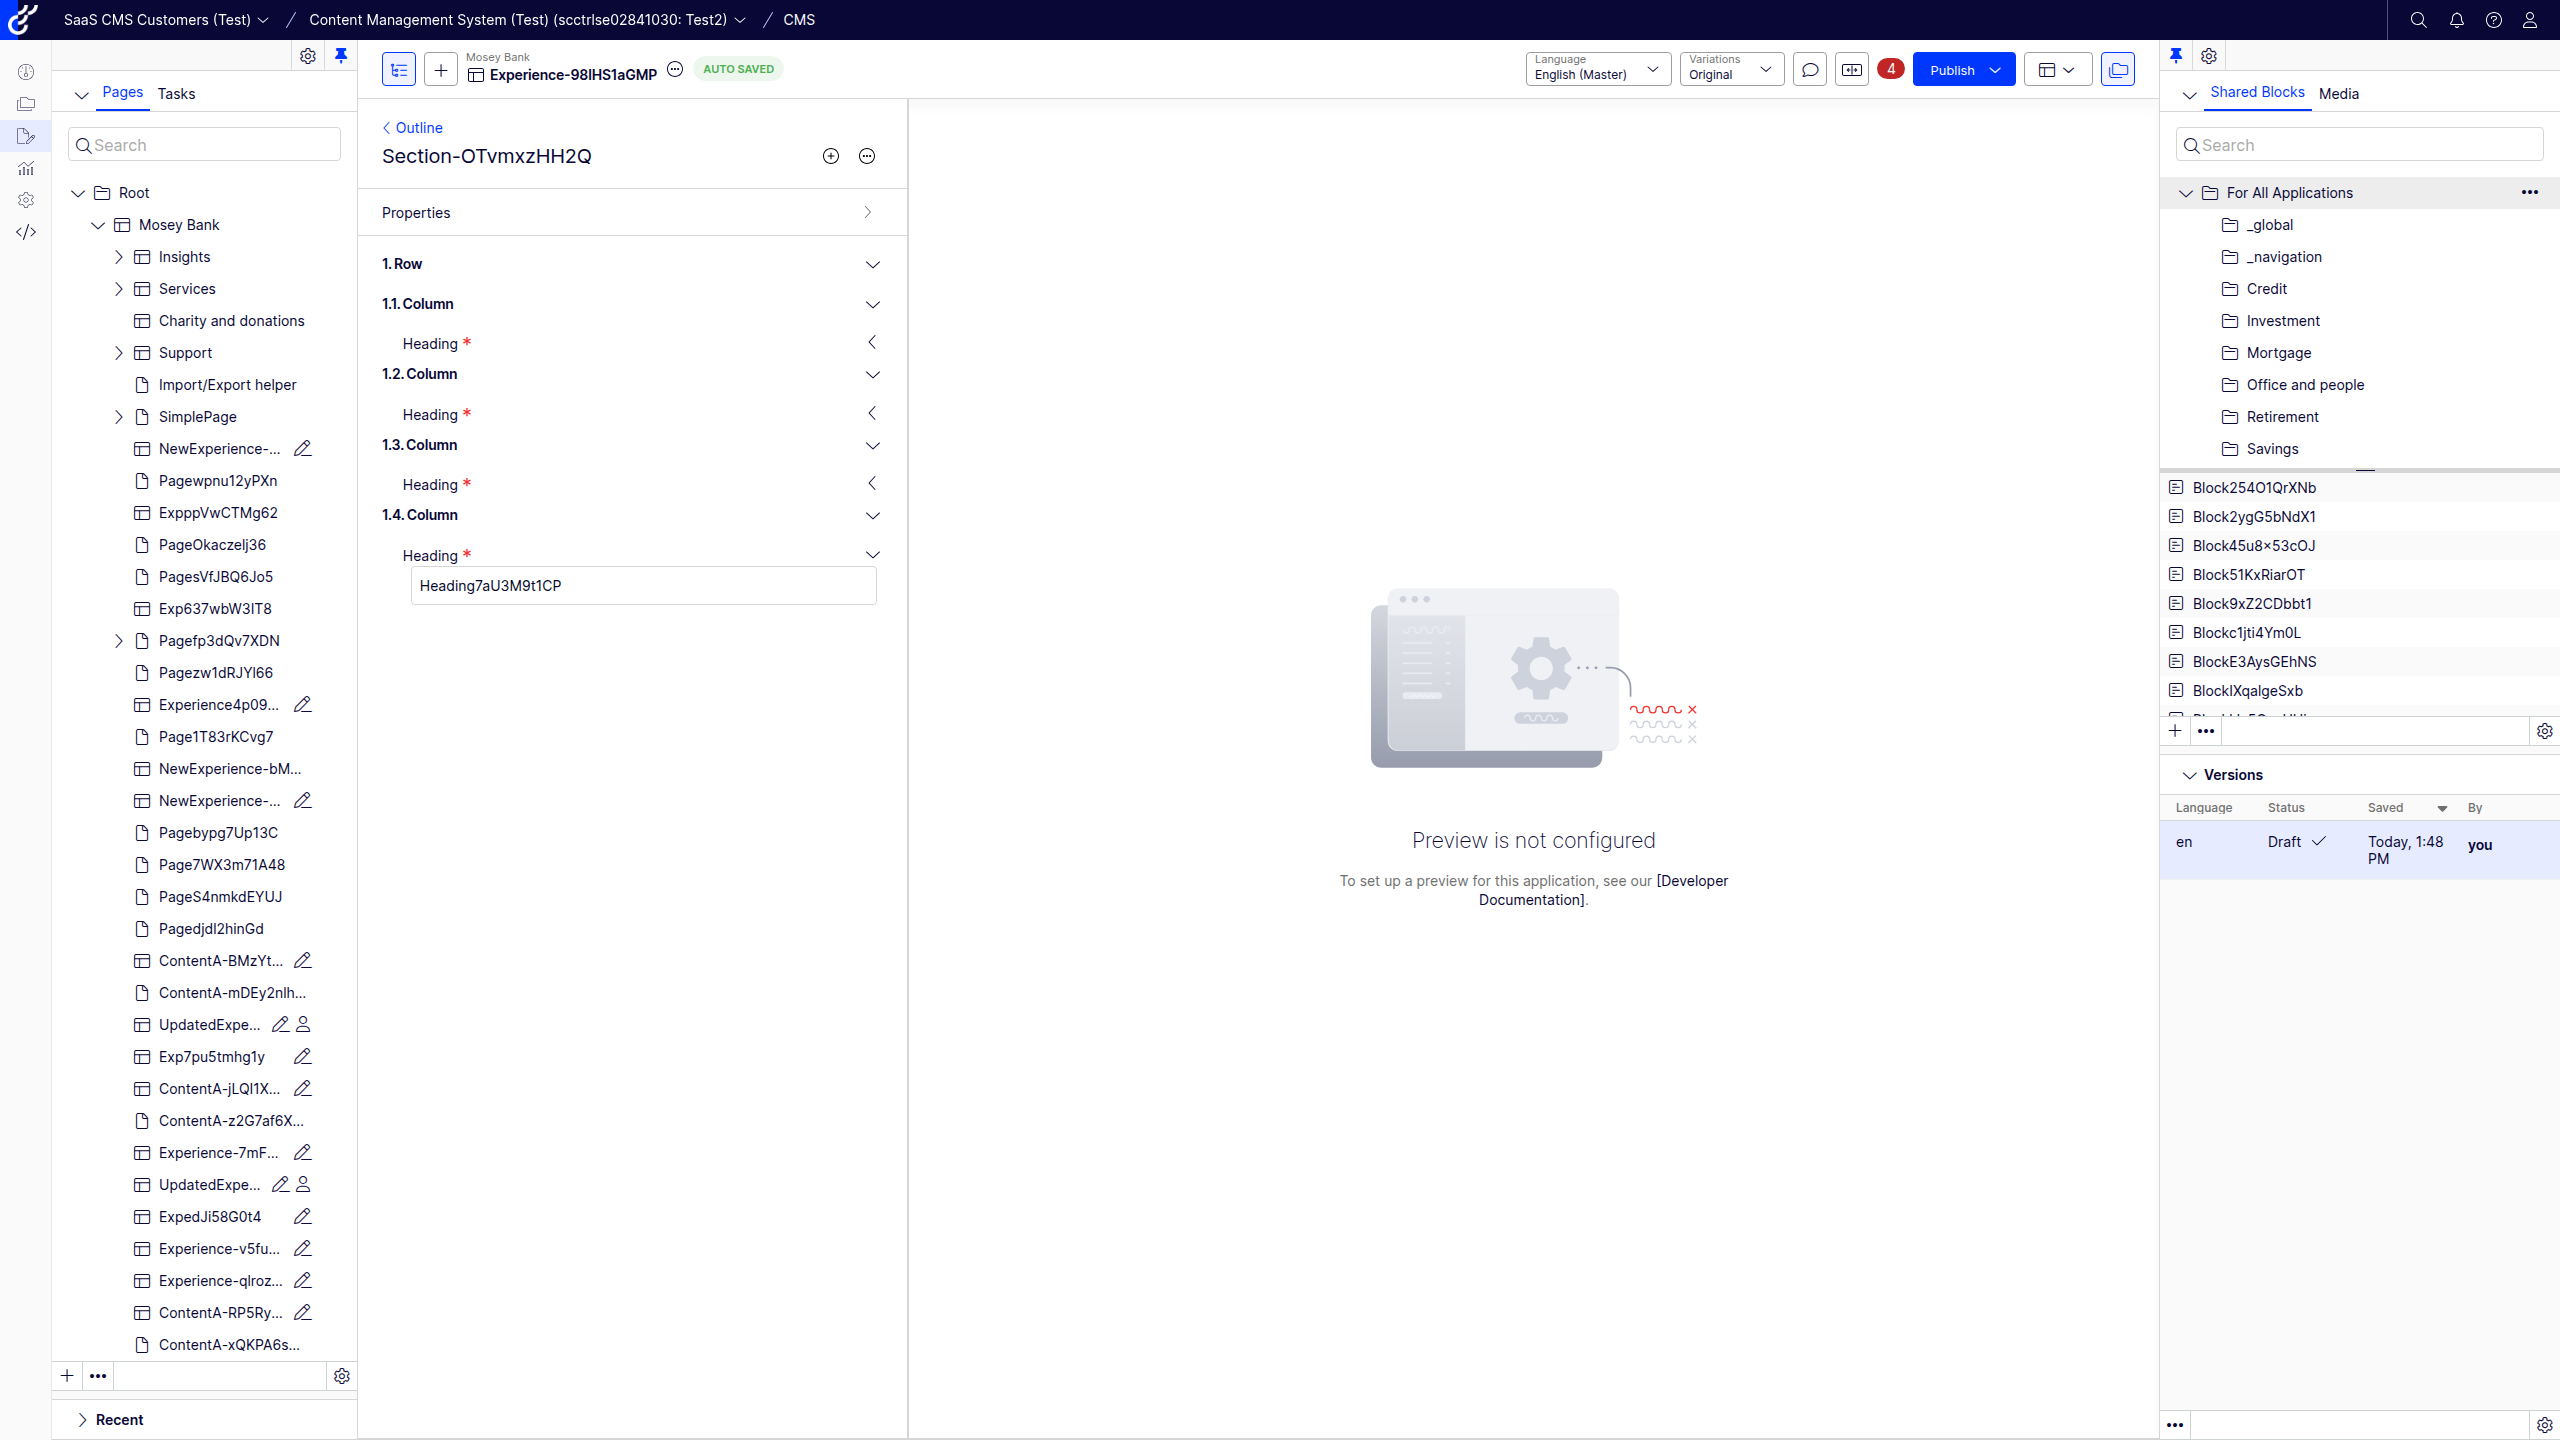 SaaS CMS Customers (Test)
Content Management System (Test) (scctrlse02841030: Test2)
CMS
Pages
Tasks
Search
Root
Mosey Bank
Insights
Services
Charity and donations
Support
Import/Export helper
SimplePage
NewExperience-...
Pagewpnu12yPXn
ExpppVwCTMg62
PageOkaczelj36
PagesVfJBQ6Jo5
Exp637wbW3IT8
Pagefp3dQv7XDN
Pagezw1dRJYl66
Experience4p09...
Page1T83rKCvg7
NewExperience-bM...
NewExperience-...
Pagebypg7Up13C
Page7WX3m71A48
PageS4nmkdEYUJ
Pagedjdl2hinGd
ContentA-BMzYt...
ContentA-mDEy2nlh...
UpdatedExpe...
Exp7pu5tmhg1y
ContentA-jLQI1X...
ContentA-z2G7af6X...
Experience-7mF...
UpdatedExpe...
ExpedJi58G0t4
Experience-v5fu...
Experience-qlroz...
ContentA-RP5Ry...
ContentA-xQKPA6s...
Recent
Mosey Bank
Experience-98IHS1aGMP
AUTO SAVED
Language
English (Master)
Variations
Original
4
Publish
Outline
Section-OTvmxzHH2Q
Properties
1. Row
1.1. Column
Heading *
1.2. Column
Heading *
1.3. Column
Heading *
1.4. Column
Heading *
Heading7aU3M9t1CP
Preview is not configured
To set up a preview for this application, see our [Developer
Documentation].
Shared Blocks
Media
Search
For All Applications
_global
_navigation
Credit
Investment
Mortgage
Office and people
Retirement
Savings
Block254O1QrXNb
Block2ygG5bNdX1
Block45u8×53cOJ
Block51KxRiarOT
Block9xZ2CDbbt1
Blockc1jti4Ym0L
BlockE3AysGEhNS
BlockIXqalgeSxb
Versions
Language
Status
Saved
By
en
Draft
Today, 1:48
PM
you